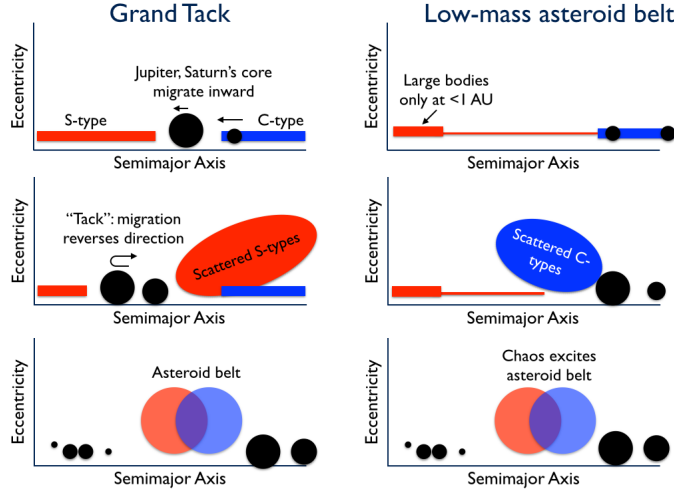 Grand Tack
Low-mass asteroid belt
Eccentricity
Jupiter, Saturn's core
migrate inward
S-type
C-type
Semimajor Axis
Eccentricity
Large bodies
only at <1 AU
Semimajor Axis
Eccentricity
"Tack": migration
reverses direction
Scattered S-types
Semimajor Axis
Eccentricity
Scattered C-
types
Semimajor Axis
Eccentricity
Asteroid belt
Semimajor Axis
Eccentricity
Chaos excites
asteroid belt
Semimajor Axis